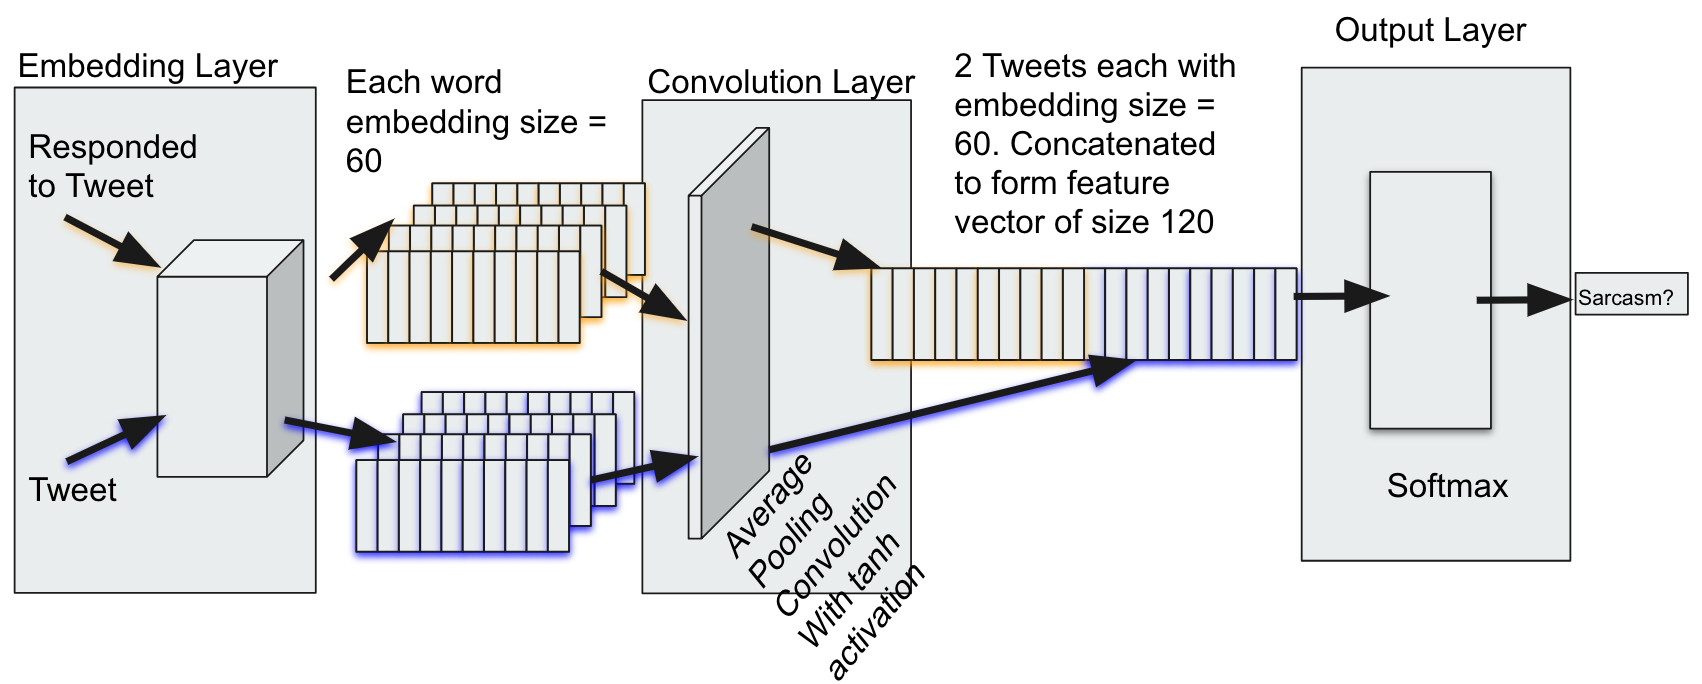 Embedding Layer
Responded
to Tweet
Tweet
Each word
embedding size =
60
Convolution Layer
Average
Pooling
Convolution
With tanh
activation
2 Tweets each with
embedding size =
60. Concatenated
to form feature
vector of size 120
Output Layer
Softmax
Sarcasm?